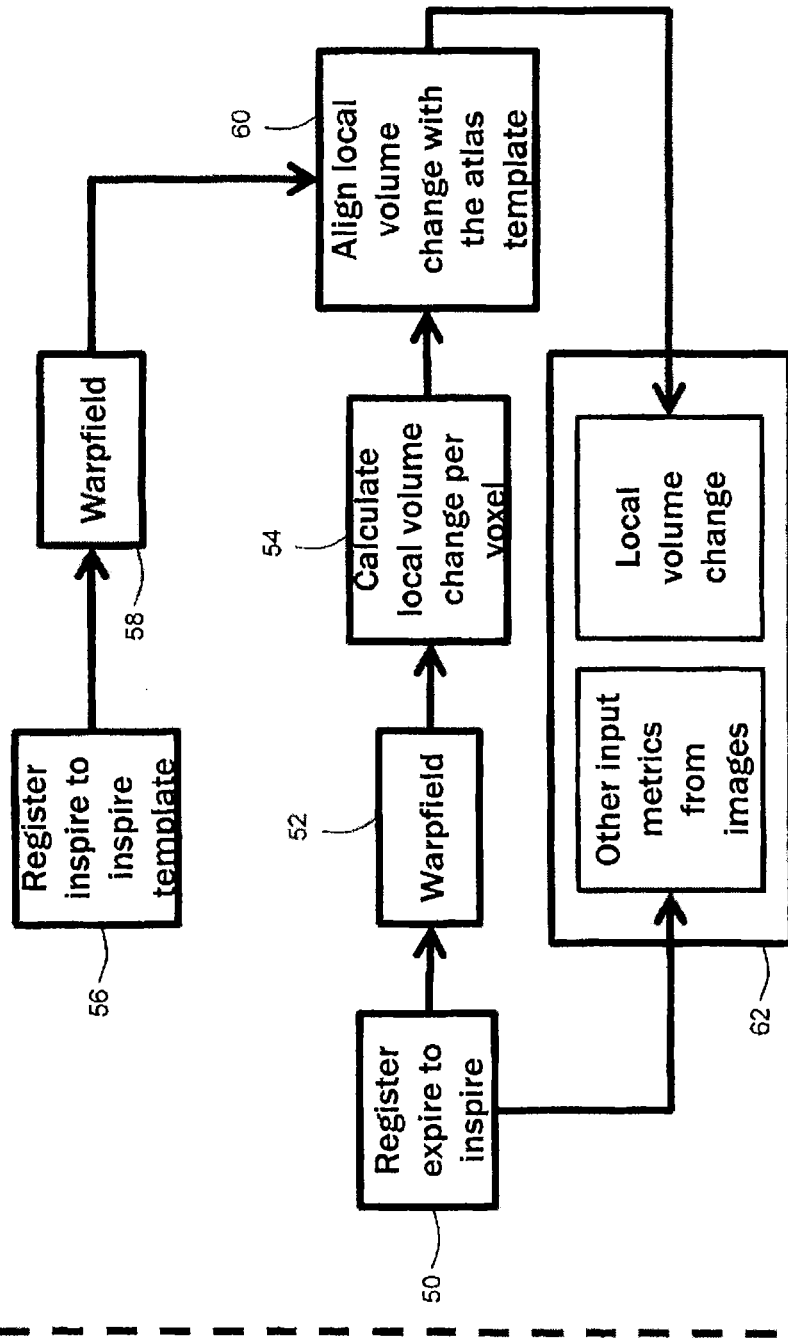 Register
inspire to
inspire
template
56
Warpfield
58
Register
expire to
inspire
50
Warpfield
52
Calculate
local volume
change per
voxel
54
Align local
volume
change with
the atlas
template
60
Other input
metrics
from
images
Local
volume
change
62